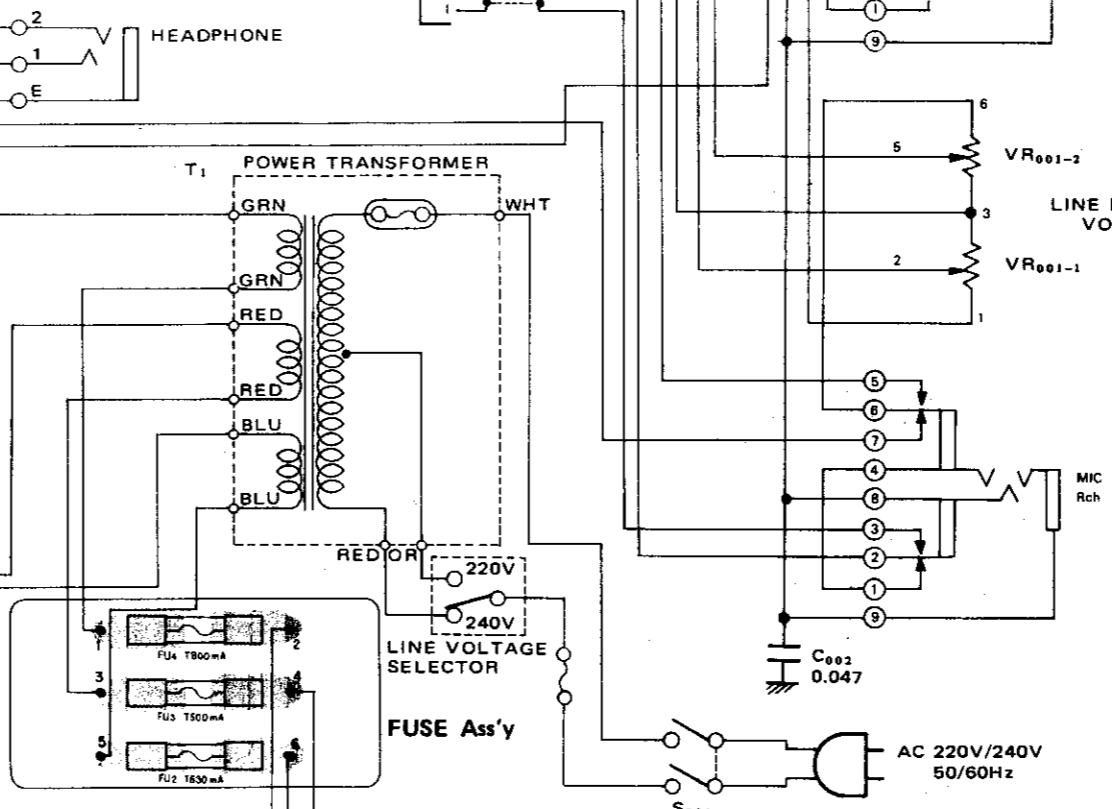 2
HEADPHONE
1
E
1
1
9
6
5
VR001-2
3
LINE
VO
2
VR001-1
1
T1
POWER TRANSFORMER
GRN
WHT
GRN
RED
RED
BLU
BLU
RED OR
220V
240V
LINE VOLTAGE
SELECTOR
5
6
7
4
8
3
2
1
9
MIC
Rch
C002
0.047
1
2
FU4 T800mA
3
4
FU3 T500mA
5
6
FU2 T630mA
FUSE Ass'y
AC 220V/240V
50/60Hz